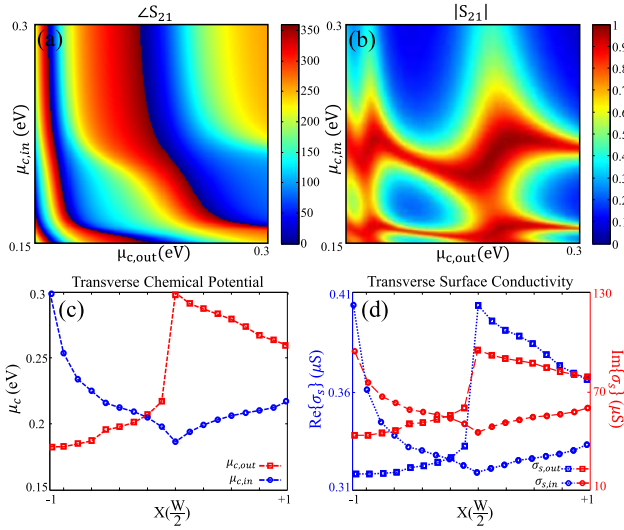 ∠S₂₁
|S₂₁|
(a)
(b)
0.3
μc,in (eV)
0.15
μc,out(eV)
0.3
350
300
250
200
150
100
50
0
0.3
μc,in (eV)
0.15
μc,out(eV)
0.3
1
0.9
0.8
0.7
0.6
0.5
0.4
0.3
0.2
0.1
0
Transverse Chemical Potential
(c)
0.3
0.25
0.2
0.15
μc (eV)
μc,out
μc,in
-1
+1
X(W/2)
Transverse Surface Conductivity
(d)
0.41
0.36
0.31
Re{σs} (μS)
130
70
10
Im{σs} (μS)
σs,out
σs,in
-1
+1
X(W/2)